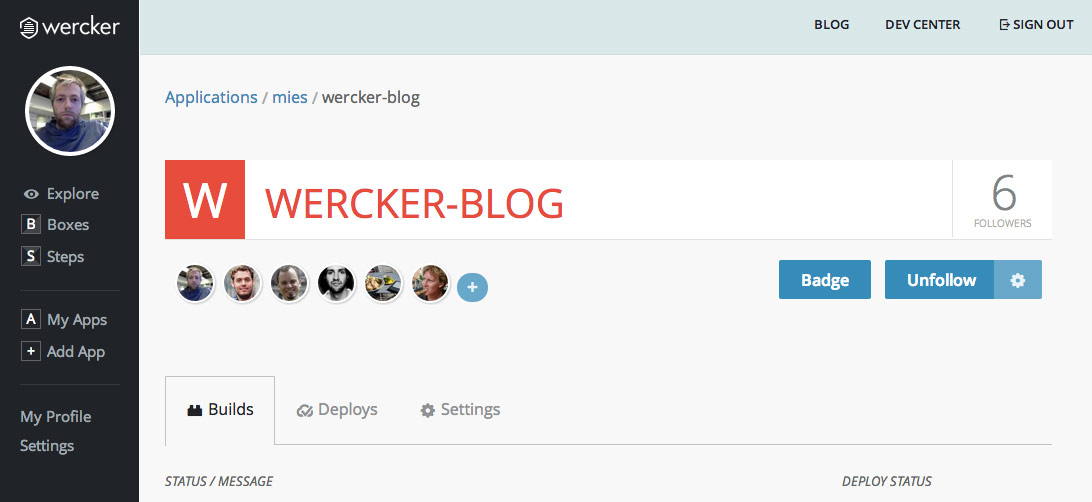 wercker
BLOG
DEV CENTER
SIGN OUT
Explore
B Boxes
S Steps
A My Apps
+ Add App
My Profile
Settings
Applications / mies / wercker-blog
W
WERCKER-BLOG
6
FOLLOWERS
+
Badge
Unfollow
Builds
Deploys
Settings
STATUS / MESSAGE
DEPLOY STATUS